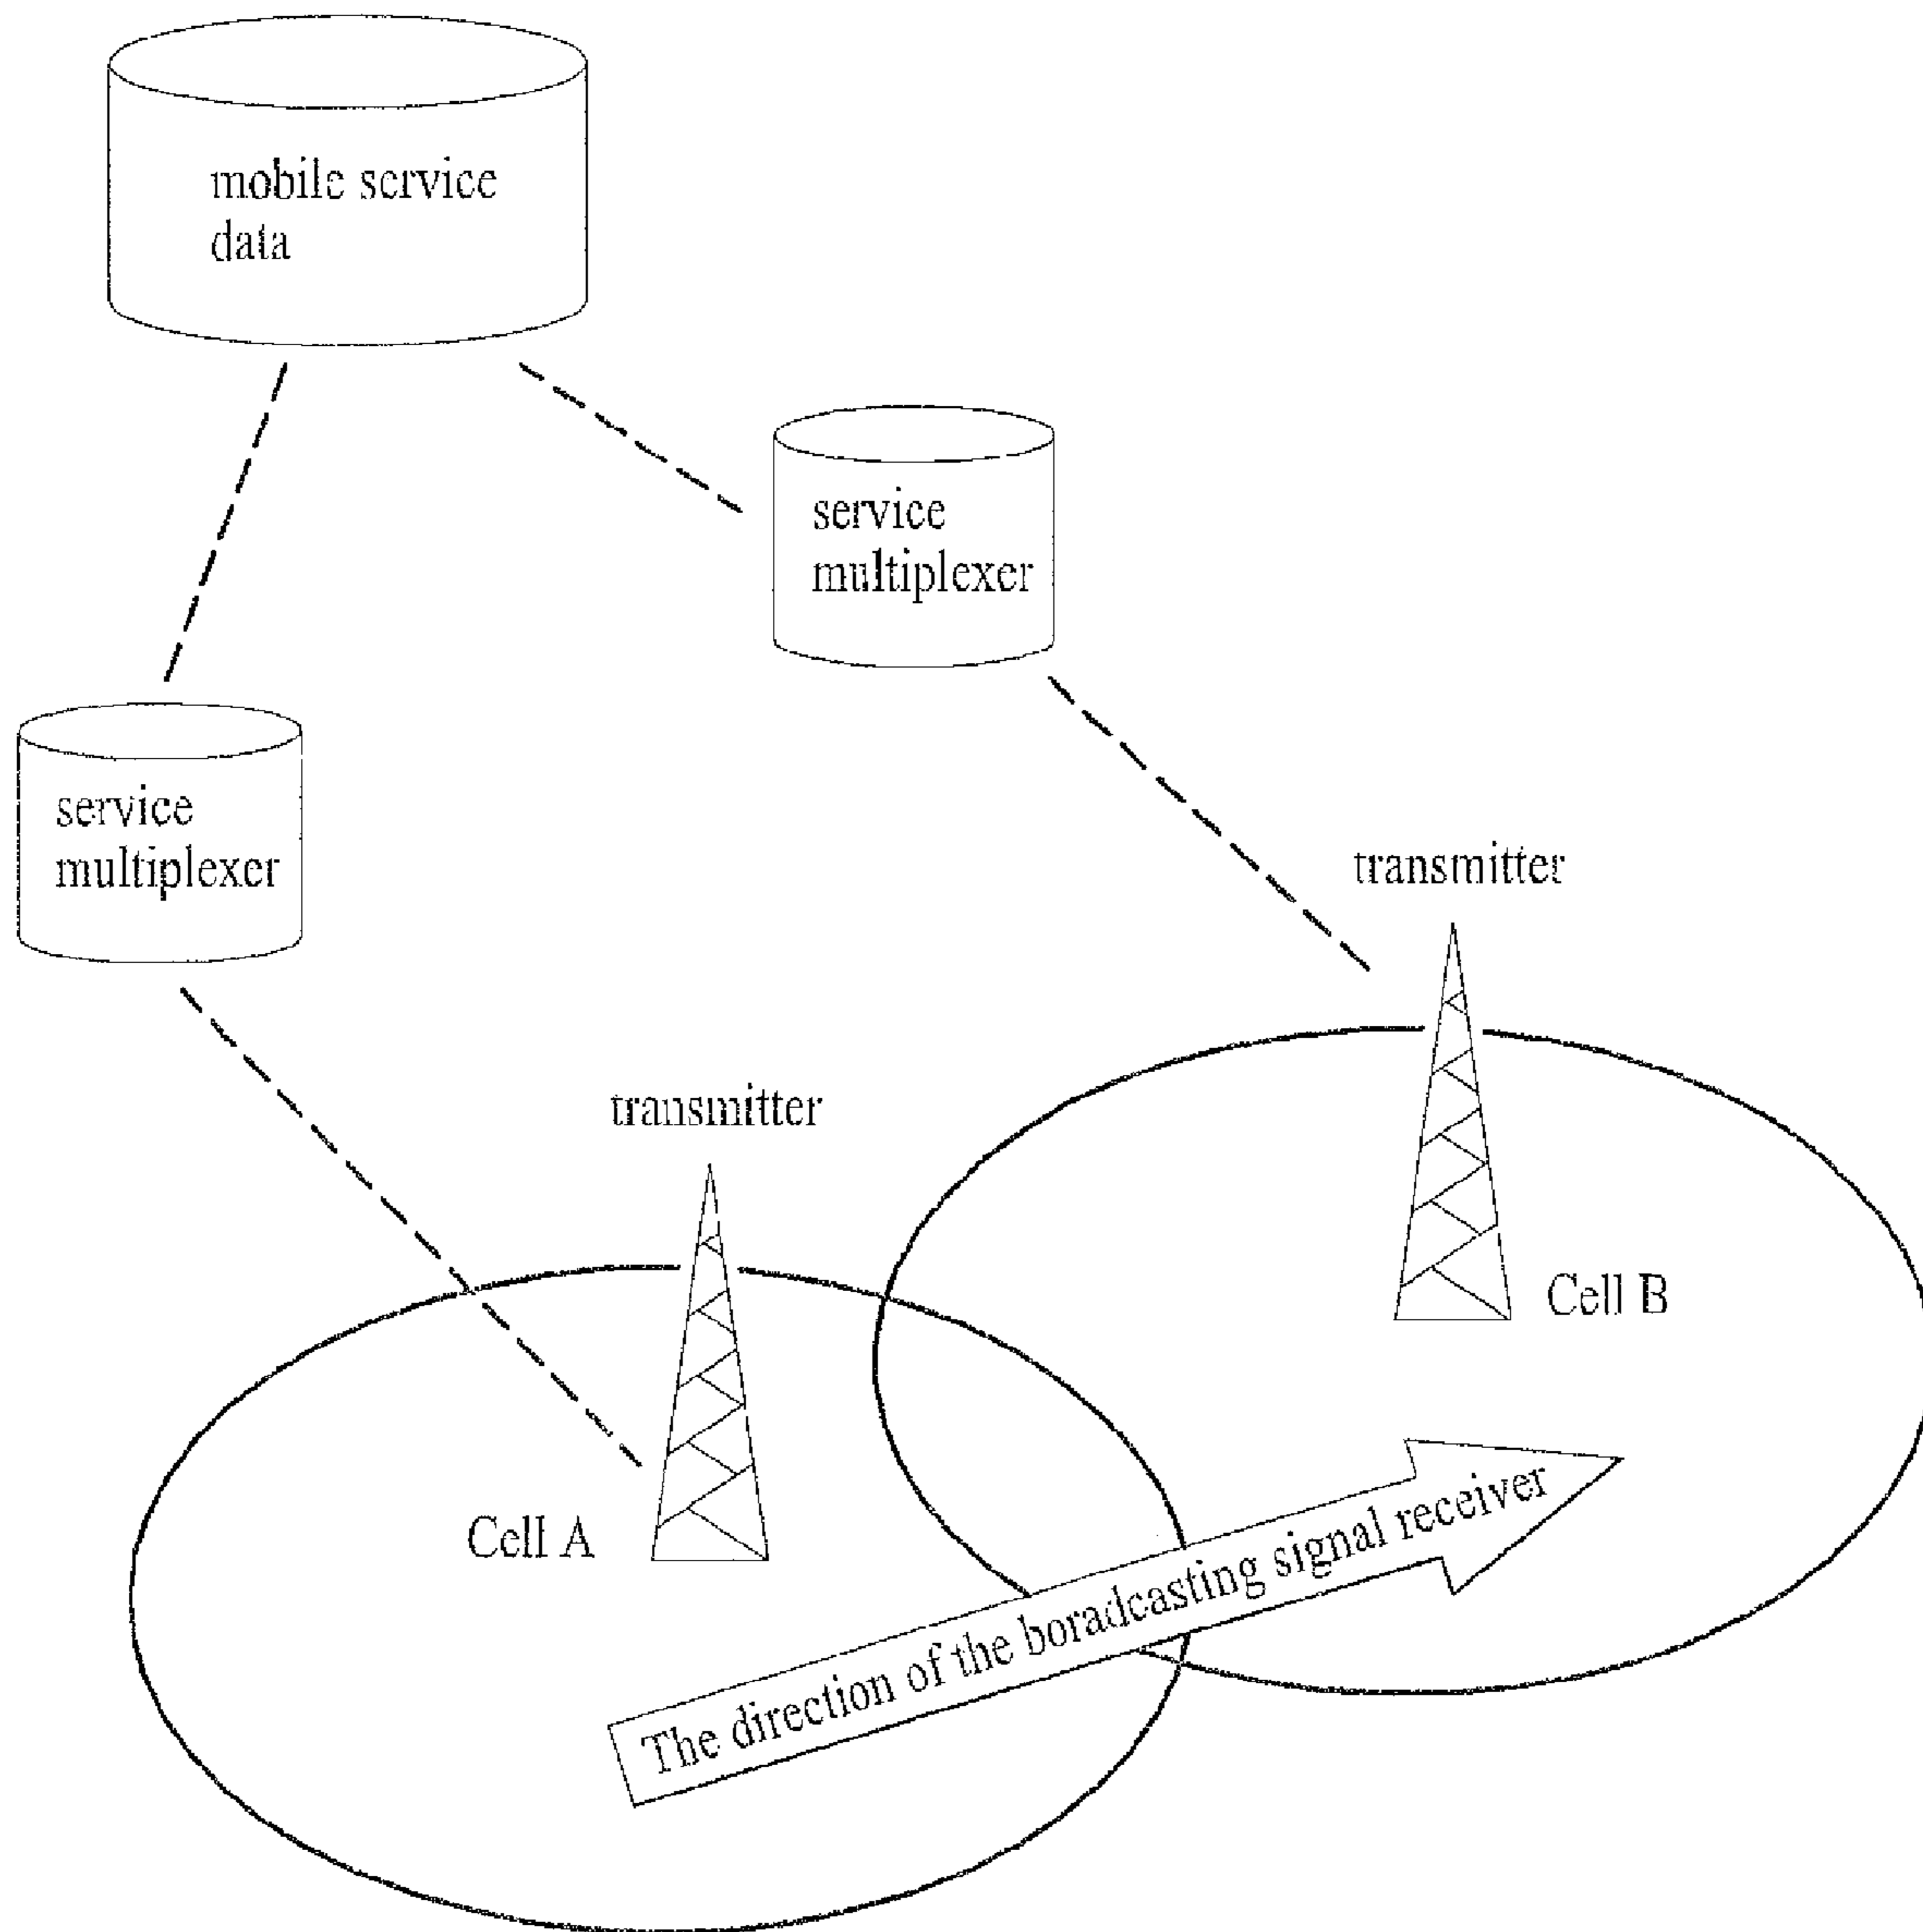 mobile service
data
service
multiplexer
service
multiplexer
transmitter
transmitter
Cell B
Cell A
The direction of the boradcasting signal receiver